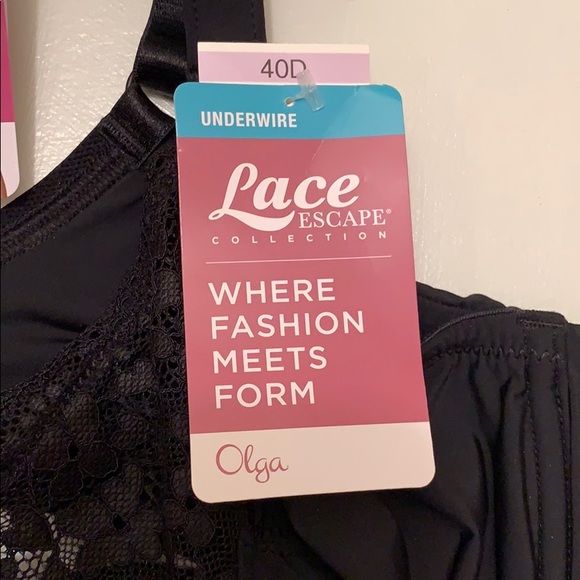 40D
UNDERWIRE
Lace
ESCAPE®
COLLECTION
WHERE
FASHION
MEETS
FORM
Olga